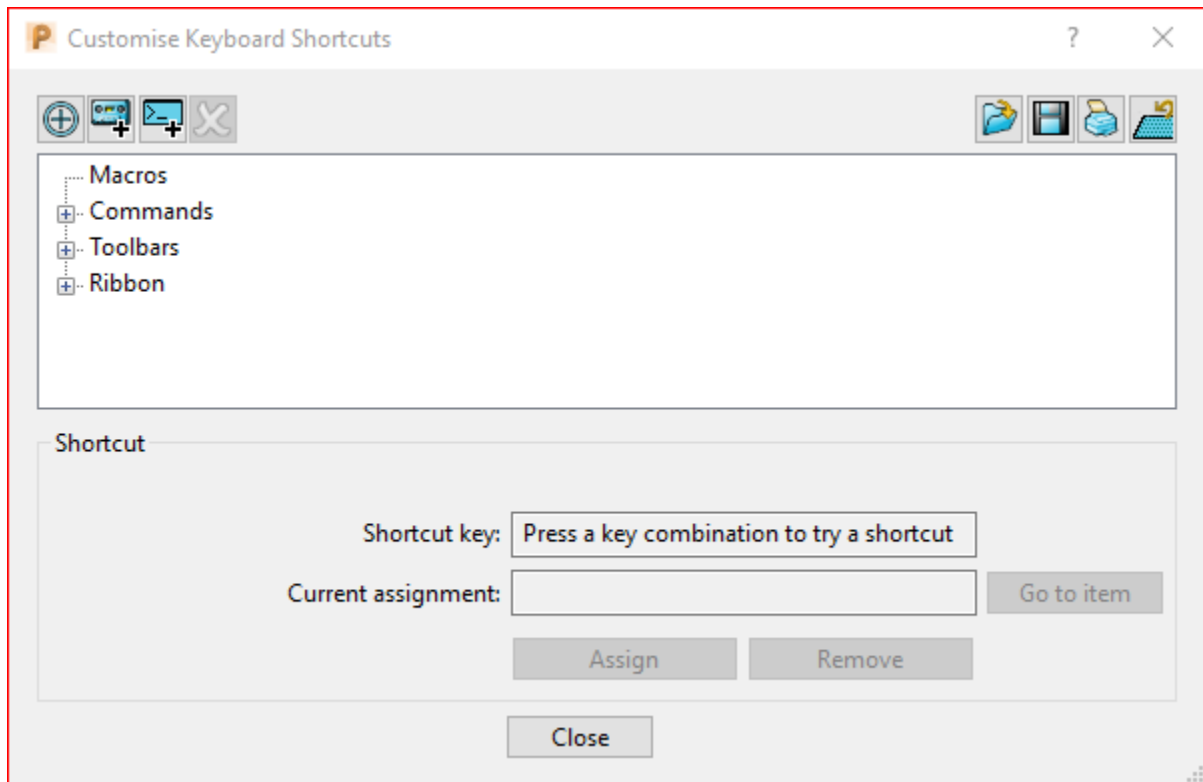 P Customise Keyboard Shortcuts
Macros
Commands
Toolbars
Ribbon
Shortcut
Shortcut key: Press a key combination to try a shortcut
Current assignment: Go to item
Assign Remove
Close